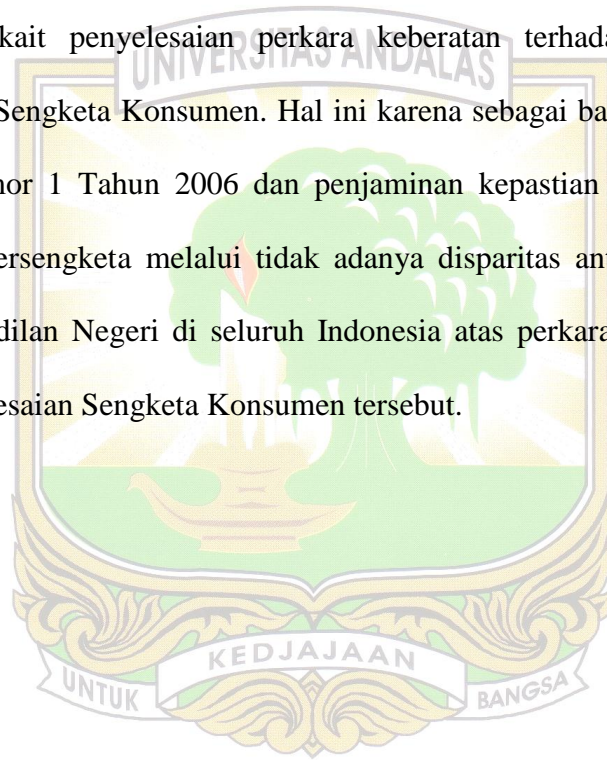 kait penyelesaian perkara keberatan terhada
UNIVERSITAS ANDALAS
Sengketa Konsumen. Hal ini karena sebagai ba
nor 1 Tahun 2006 dan penjaminan kepastian
ersengketa melalui tidak adanya disparitas ant
dilan Negeri di seluruh Indonesia atas perkara
esaian Sengketa Konsumen tersebut.
UNTUK KEDJAJAAN BANGSA